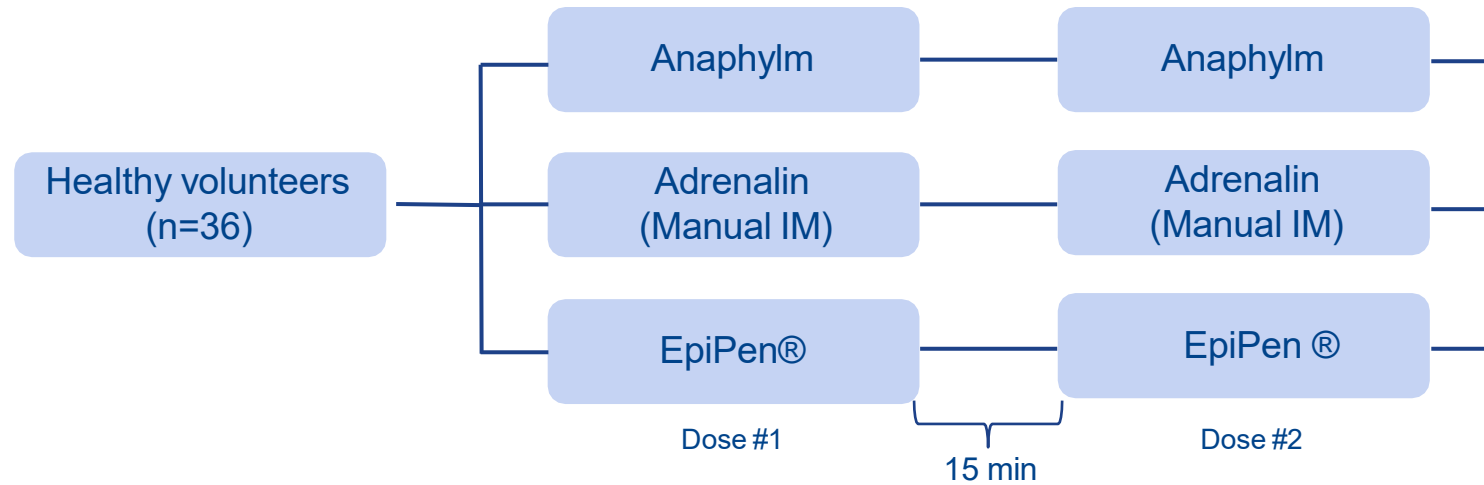 Healthy volunteers
(n=36)
Anaphylm
Anaphylm
Adrenalin
(Manual IM)
Adrenalin
(Manual IM)
EpiPen®
EpiPen ®
Dose #1
15 min
Dose #2